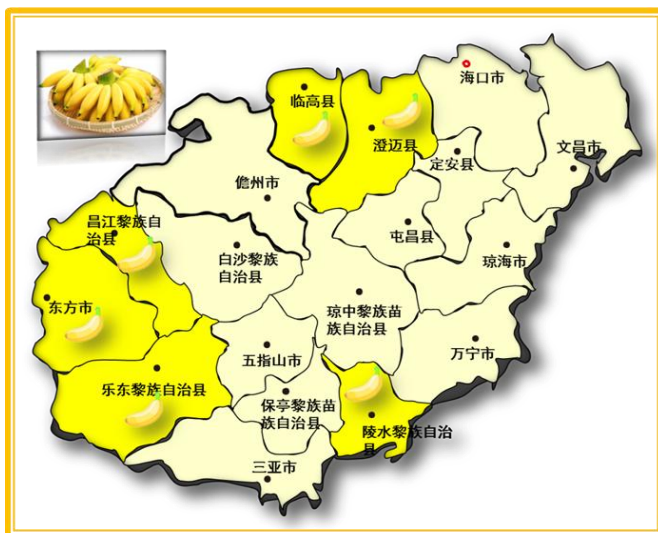 海口市
临高县
澄迈县
文昌市
定安县
儋州市
昌江黎族自
治县
屯昌县
白沙黎族
自治县
琼海市
东方市
琼中黎族苗
族自治县
五指山市
万宁市
乐东黎族自治县
保亭黎族苗
族自治县
陵水黎族自治
县
三亚市